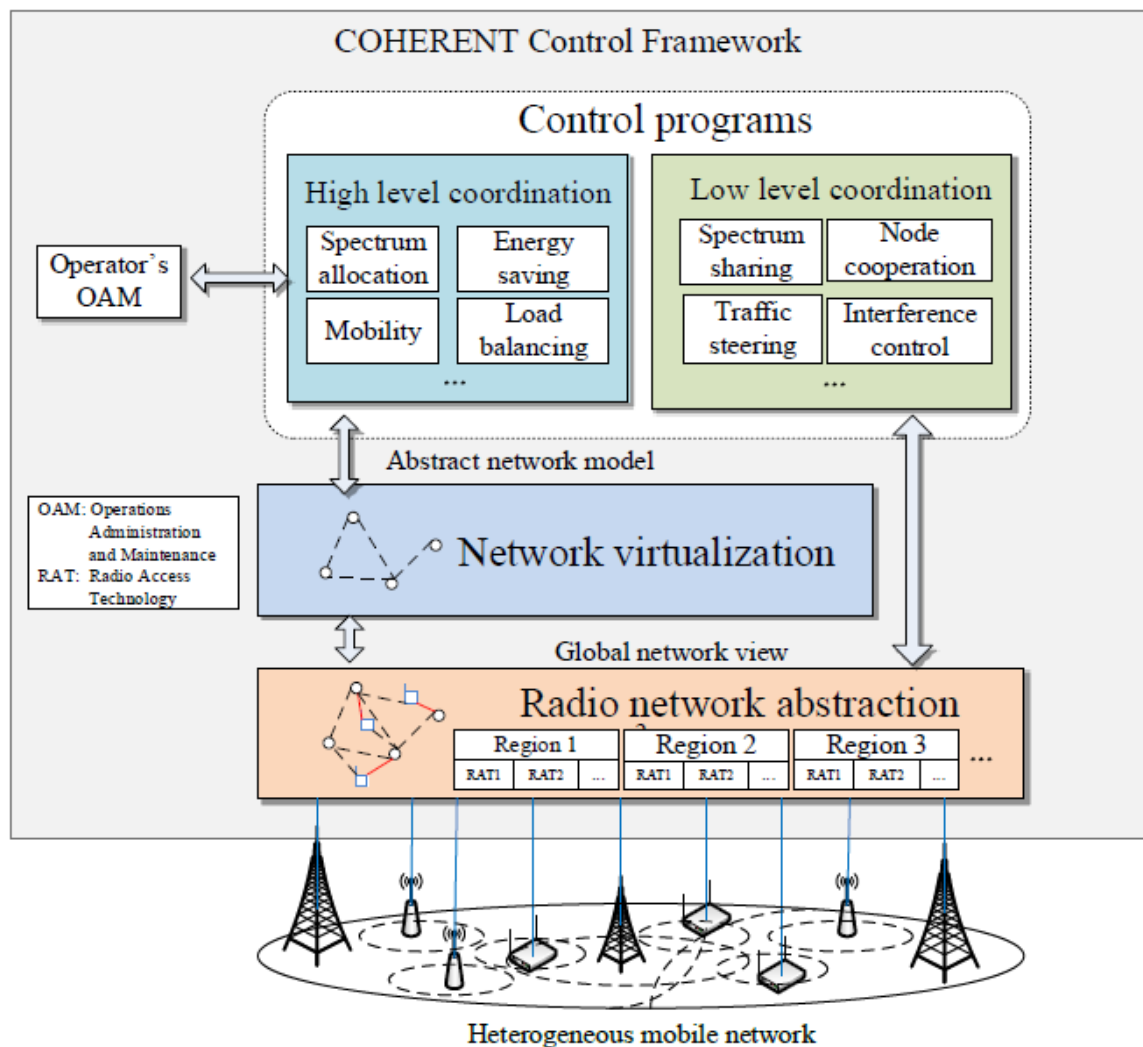 COHERENT Control Framework
Control programs
High level coordination
Spectrum
allocation
Energy
saving
Mobility
Load
balancing
...
Low level coordination
Spectrum
sharing
Node
cooperation
Traffic
steering
Interference
control
...
Operator's
OAM
Abstract network model
OAM: Operations
Administration
and Maintenance
RAT: Radio Access
Technology
Network virtualization
Global network view
Radio network abstraction
Region 1
Region 2
Region 3
RAT1 RAT2 ...
RAT1 RAT2 ...
RAT1 RAT2 ...
...
Heterogeneous mobile network